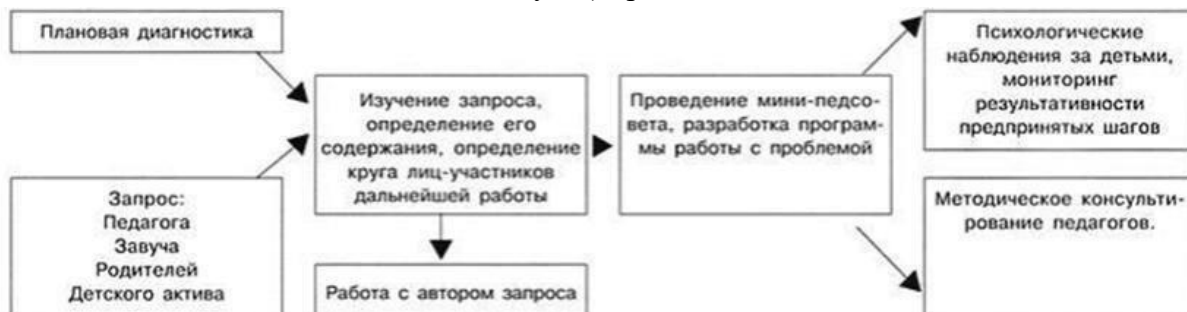 Плановая диагностика
Запрос:
Педагога
Завуча
Родителей
Детского актива
Изучение запроса,
определение его
содержания, определение
круга лиц-участников
дальнейшей работы
Работа с автором запроса
Проведение мини-педсо-
вета, разработка програм-
мы работы с проблемой
Психологические
наблюдения за детьми,
мониторинг
результативности
предпринятых шагов
Методическое консульти-
рование педагогов.